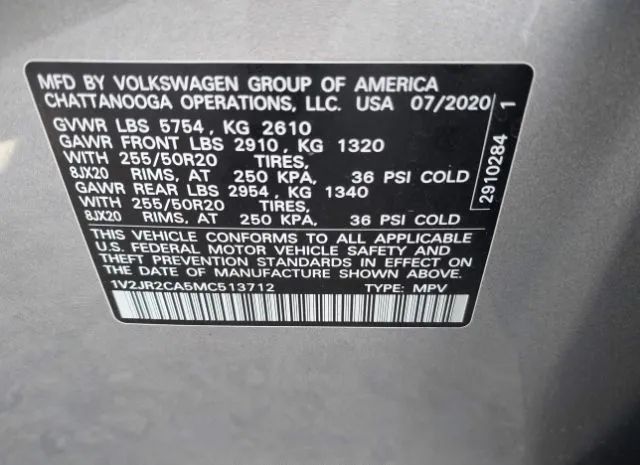 MFD BY VOLKSWAGEN GROUP OF AMERICA
CHATTANOOGA OPERATIONS, LLC. USA 07/2020
GVWR LBS 5754, KG 2610
GAWR FRONT LBS 2910, KG 1320
WITH 255/50R20 TIRES,
8JX20 RIMS, AT 250 KPA, 36 PSI COLD
GAWR REAR LBS 2954, KG 1340
WITH 255/50R20 TIRES,
8JX20 RIMS, AT 250 KPA, 36 PSI COLD
THIS VEHICLE CONFORMS TO ALL APPLICABLE
U.S. FEDERAL MOTOR VEHICLE SAFETY AND
THEFT PREVENTION STANDARDS IN EFFECT ON
THE DATE OF MANUFACTURE SHOWN ABOVE.
1V2JR2CA5MC513712 TYPE: MPV
2910284 1